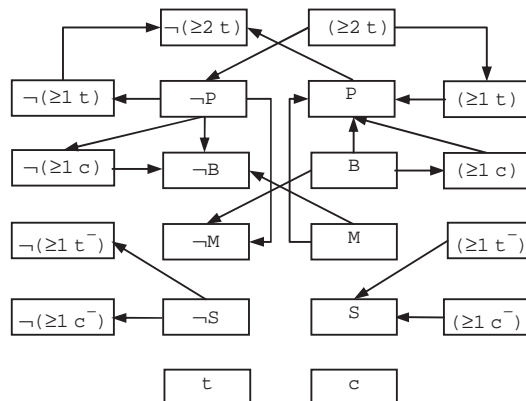 ¬(≥2 t) (≥2 t)
¬(≥1 t) ¬P P (≥1 t)
¬(≥1 c) ¬B B (≥1 c)
¬(≥1 t⁻) ¬M M (≥1 t⁻)
¬(≥1 c⁻) ¬S S (≥1 c⁻)
t c